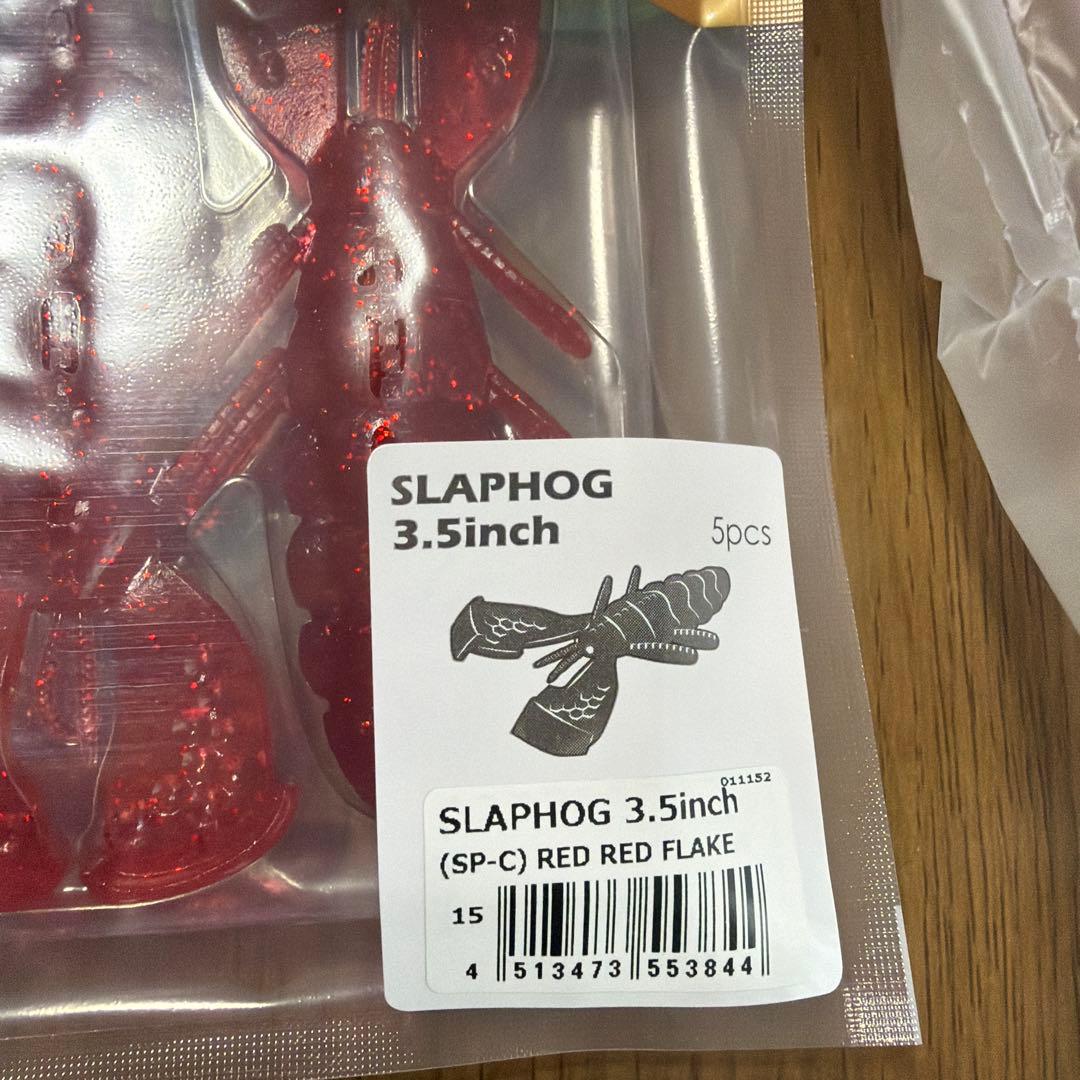 SLAPHOG
3.5inch
5pcs
011152
SLAPHOG 3.5inch
(SP-C) RED RED FLAKE
15
4 513473 553844